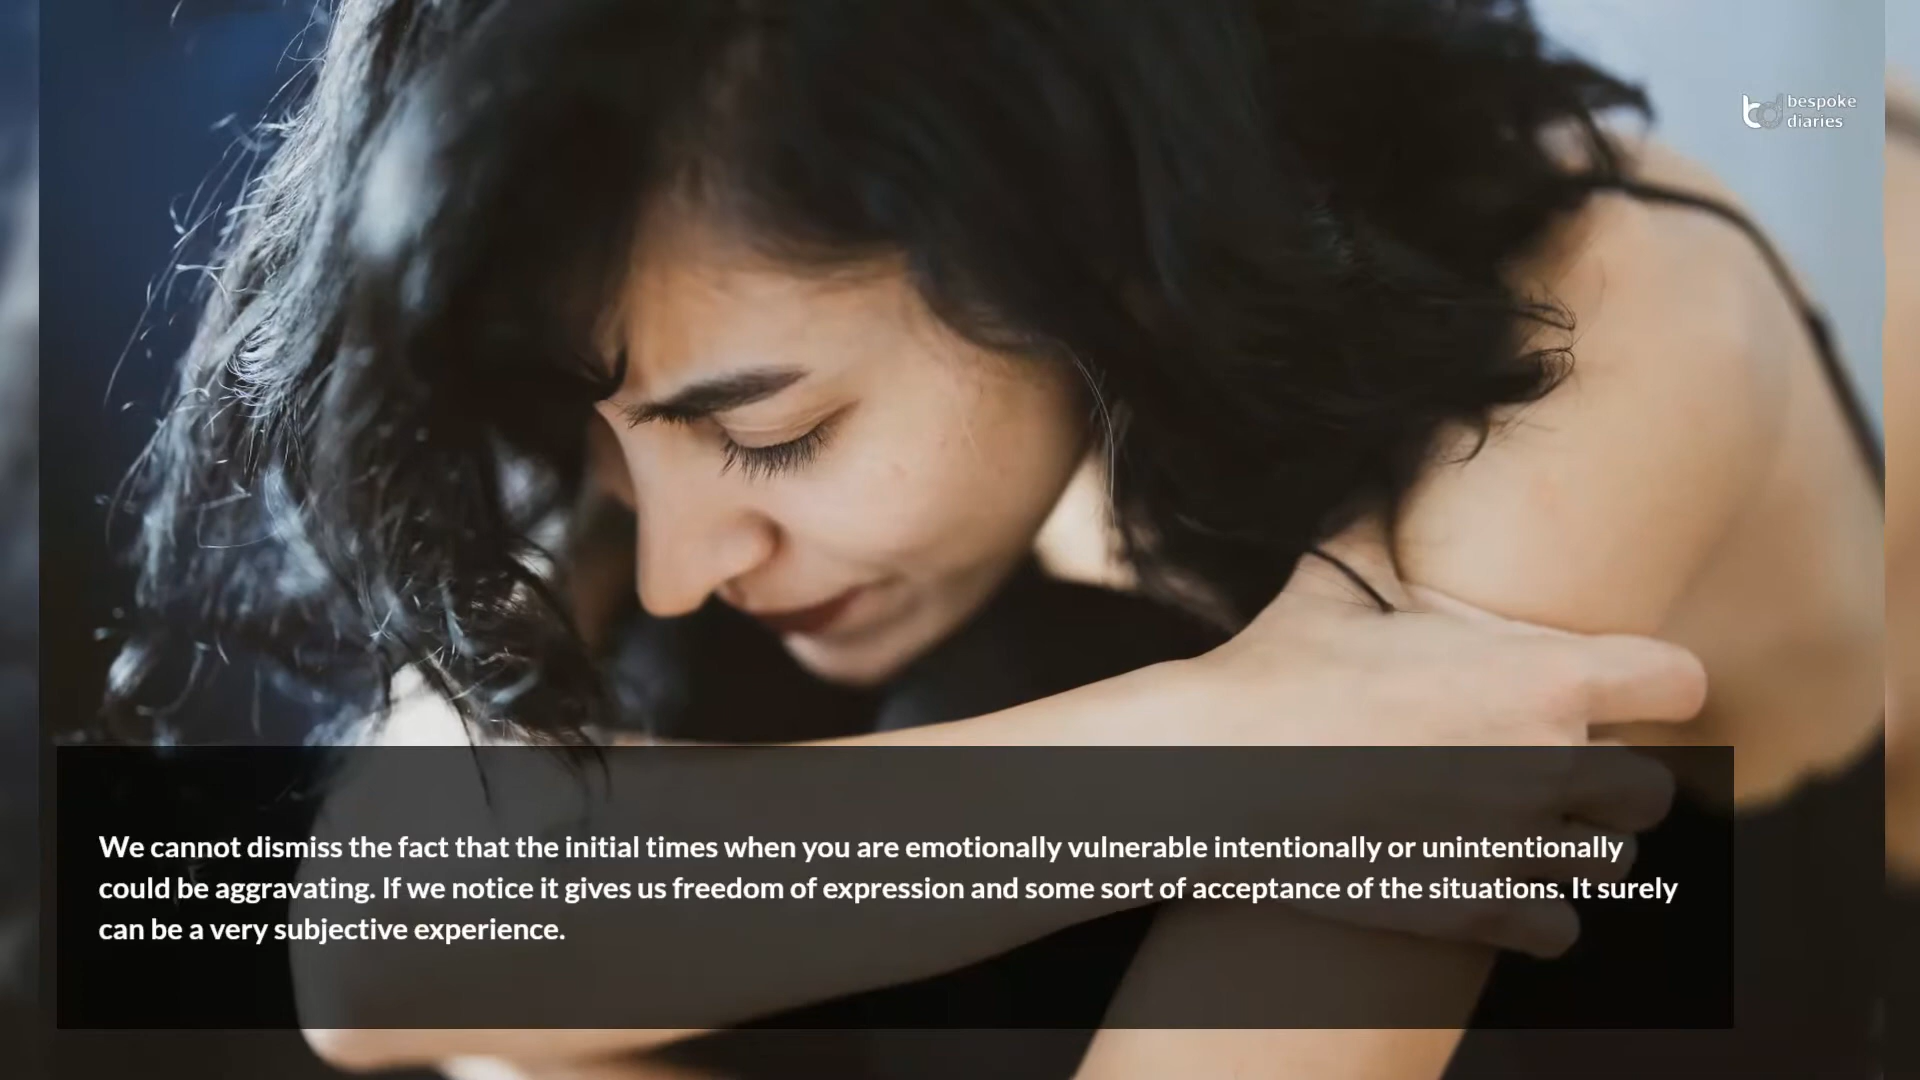 bespoke
diaries
We cannot dismiss the fact that the initial times when you are emotionally vulnerable intentionally or unintentionally
could be aggravating. If we notice it gives us freedom of expression and some sort of acceptance of the situations. It surely
can be a very subjective experience.